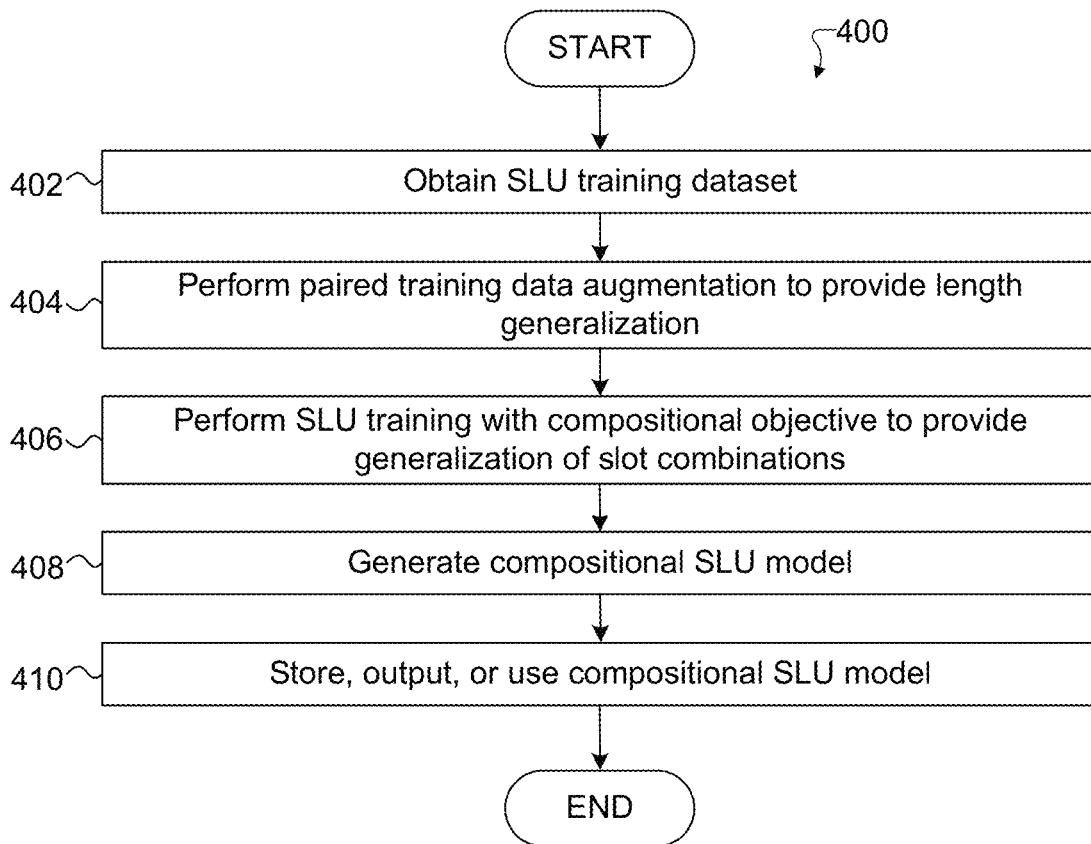 START
400
402
Obtain SLU training dataset
404
Perform paired training data augmentation to provide length
generalization
406
Perform SLU training with compositional objective to provide
generalization of slot combinations
408
Generate compositional SLU model
410
Store, output, or use compositional SLU model
END